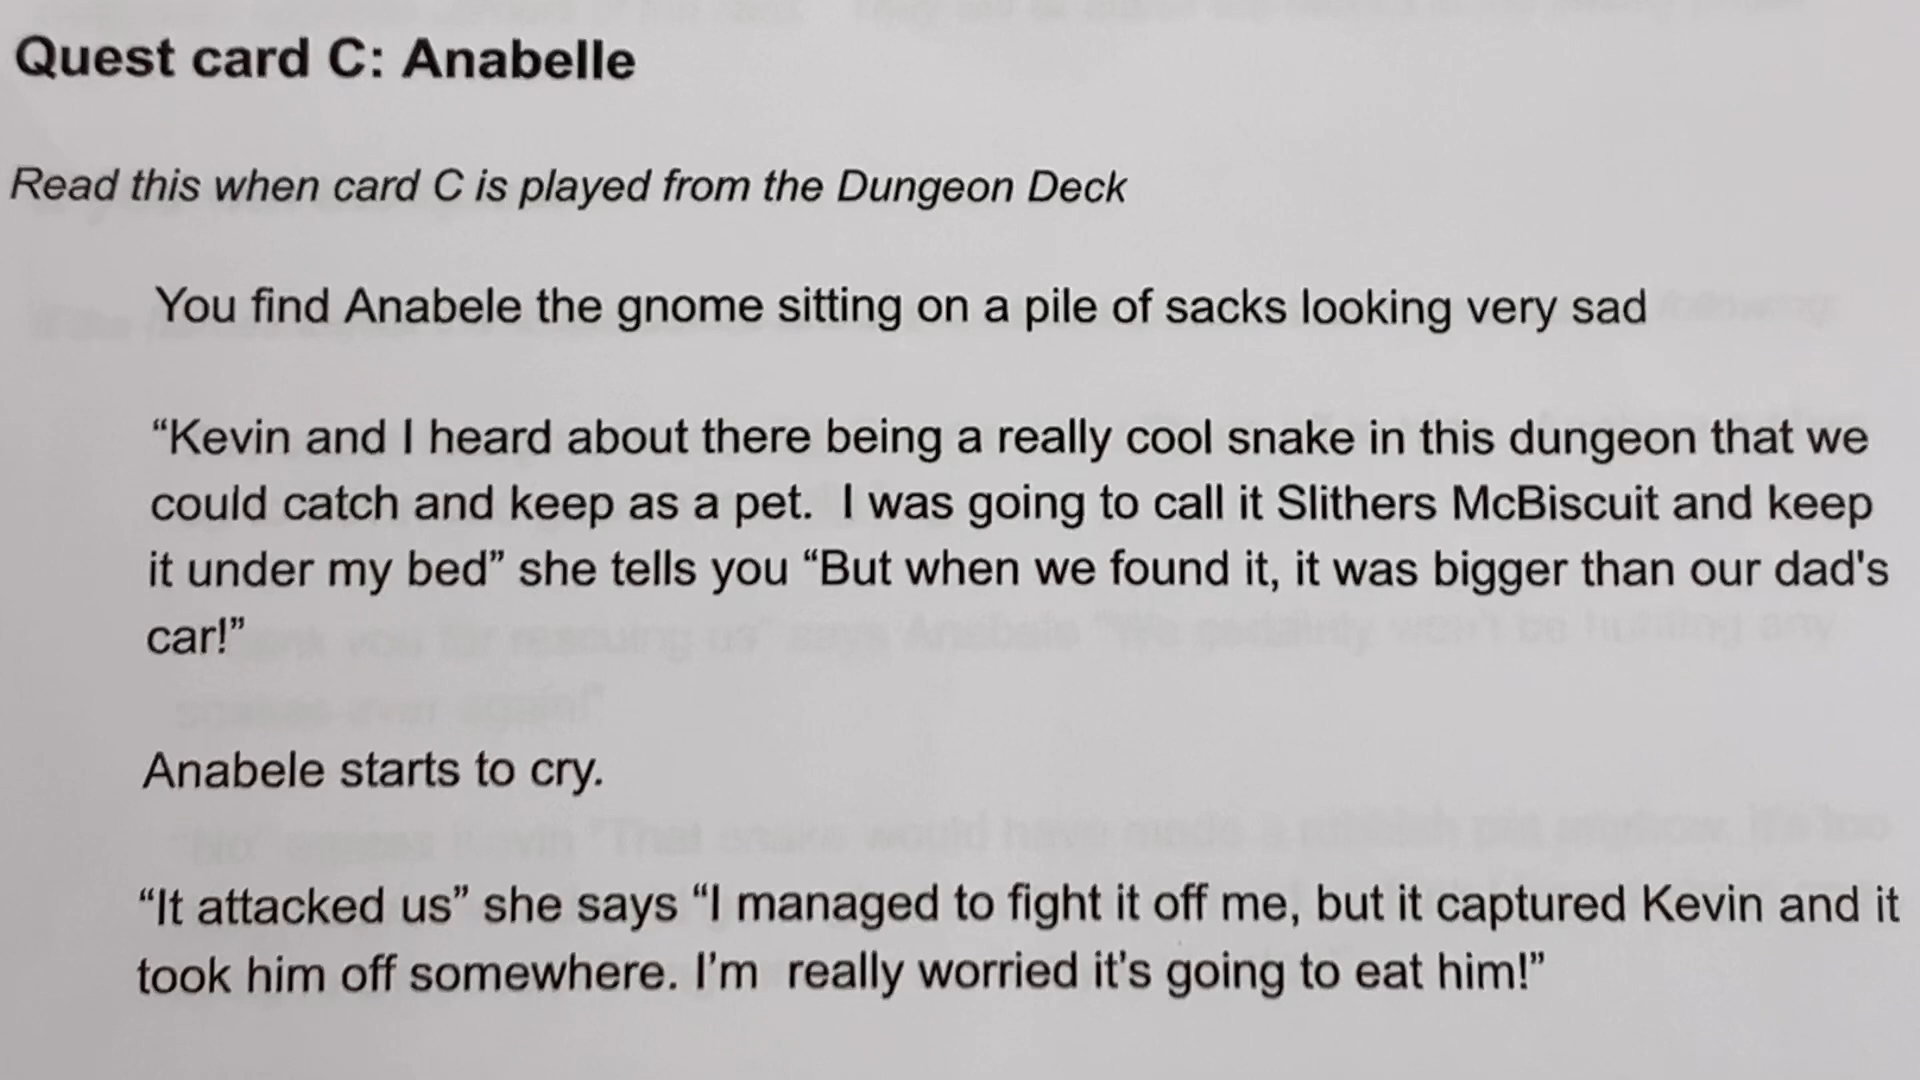 Quest card C: Anabelle
Read this when card C is played from the Dungeon Deck
You find Anabele the gnome sitting on a pile of sacks looking very sad
“Kevin and I heard about there being a really cool snake in this dungeon that we
could catch and keep as a pet.  I was going to call it Slithers McBiscuit and keep
it under my bed” she tells you “But when we found it, it was bigger than our dad's
car!”
Anabele starts to cry.
“It attacked us” she says “I managed to fight it off me, but it captured Kevin and it
took him off somewhere. I’m  really worried it’s going to eat him!”